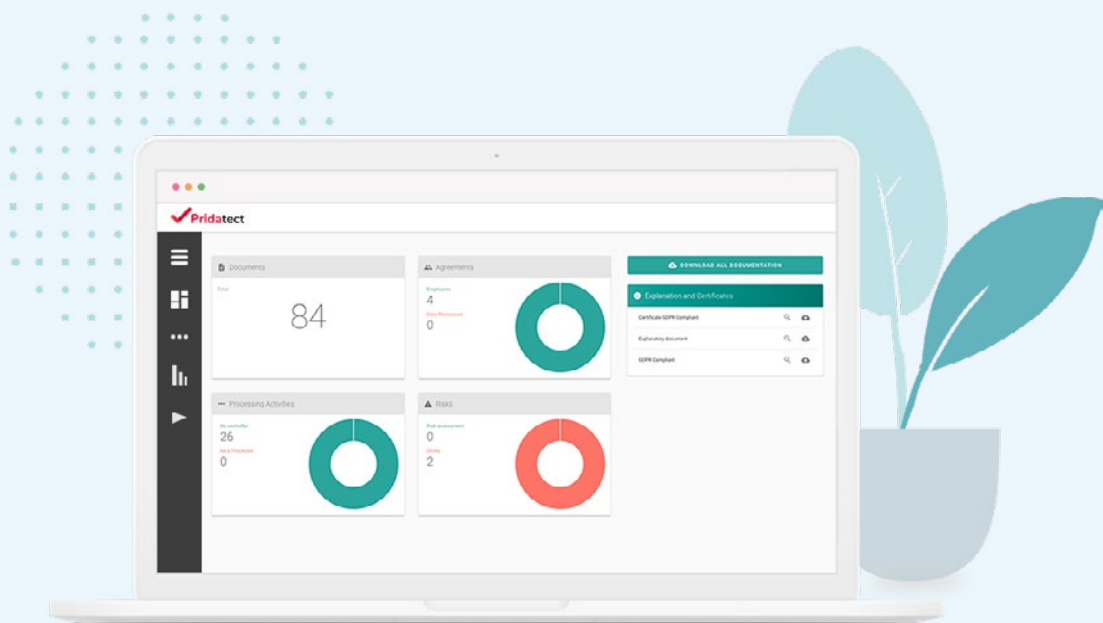 Pridatect
Documents
Total
84
Agreements
Employees
4
Data Processors
0
DOWNLOAD ALL DOCUMENTATION
Explanation and Certificates
Certificate GDPR Compliant
Explanatory document
GDPR Compliant
Processing Activities
As controller
26
As a Processor
0
Risks
Risk assessment
0
DPIAs
2